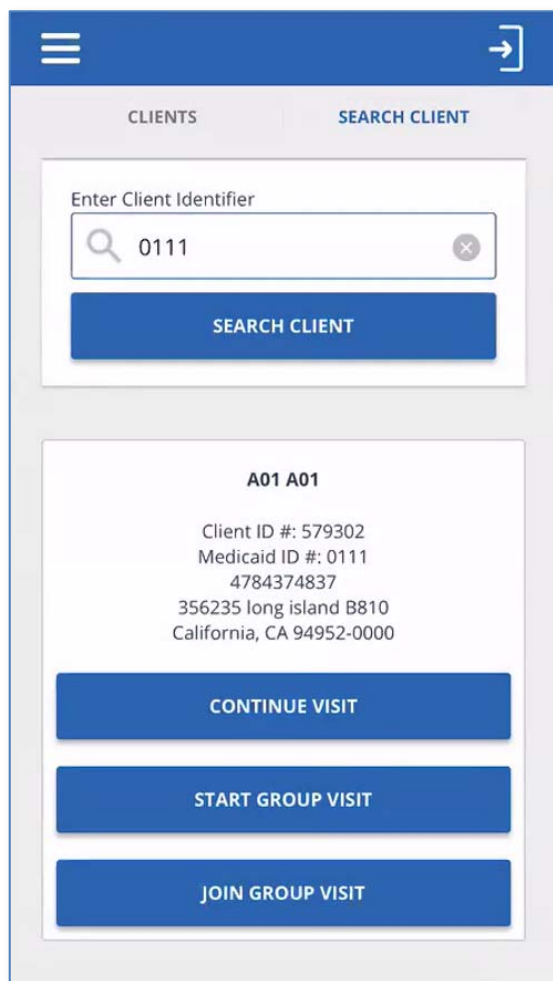 CLIENTS SEARCH CLIENT
Enter Client Identifier
0111
SEARCH CLIENT
A01 A01
Client ID #: 579302
Medicaid ID #: 0111
4784374837
356235 long island B810
California, CA 94952-0000
CONTINUE VISIT
START GROUP VISIT
JOIN GROUP VISIT